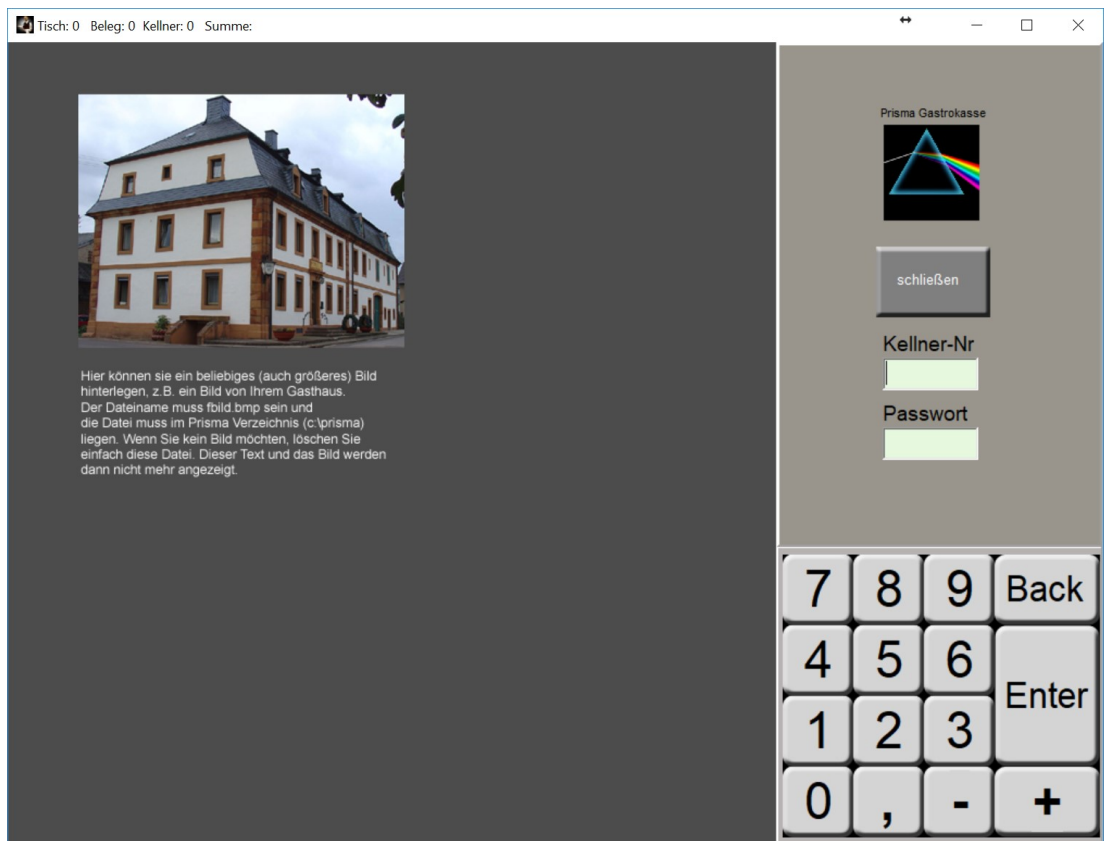 Tisch: 0 Beleg: 0 Kellner: 0 Summe:
Hier können sie ein beliebiges (auch größeres) Bild
hinterlegen, z.B. ein Bild von Ihrem Gasthaus.
Der Dateiname muss fbild.bmp sein und
die Datei muss im Prisma Verzeichnis (c:\prisma)
liegen. Wenn Sie kein Bild möchten, löschen Sie
einfach diese Datei. Dieser Text und das Bild werden
dann nicht mehr angezeigt.
Prisma Gastrokasse
schließen
Kellner-Nr
Passwort
7 8 9 Back
4 5 6
Enter
1 2 3
0 , - +